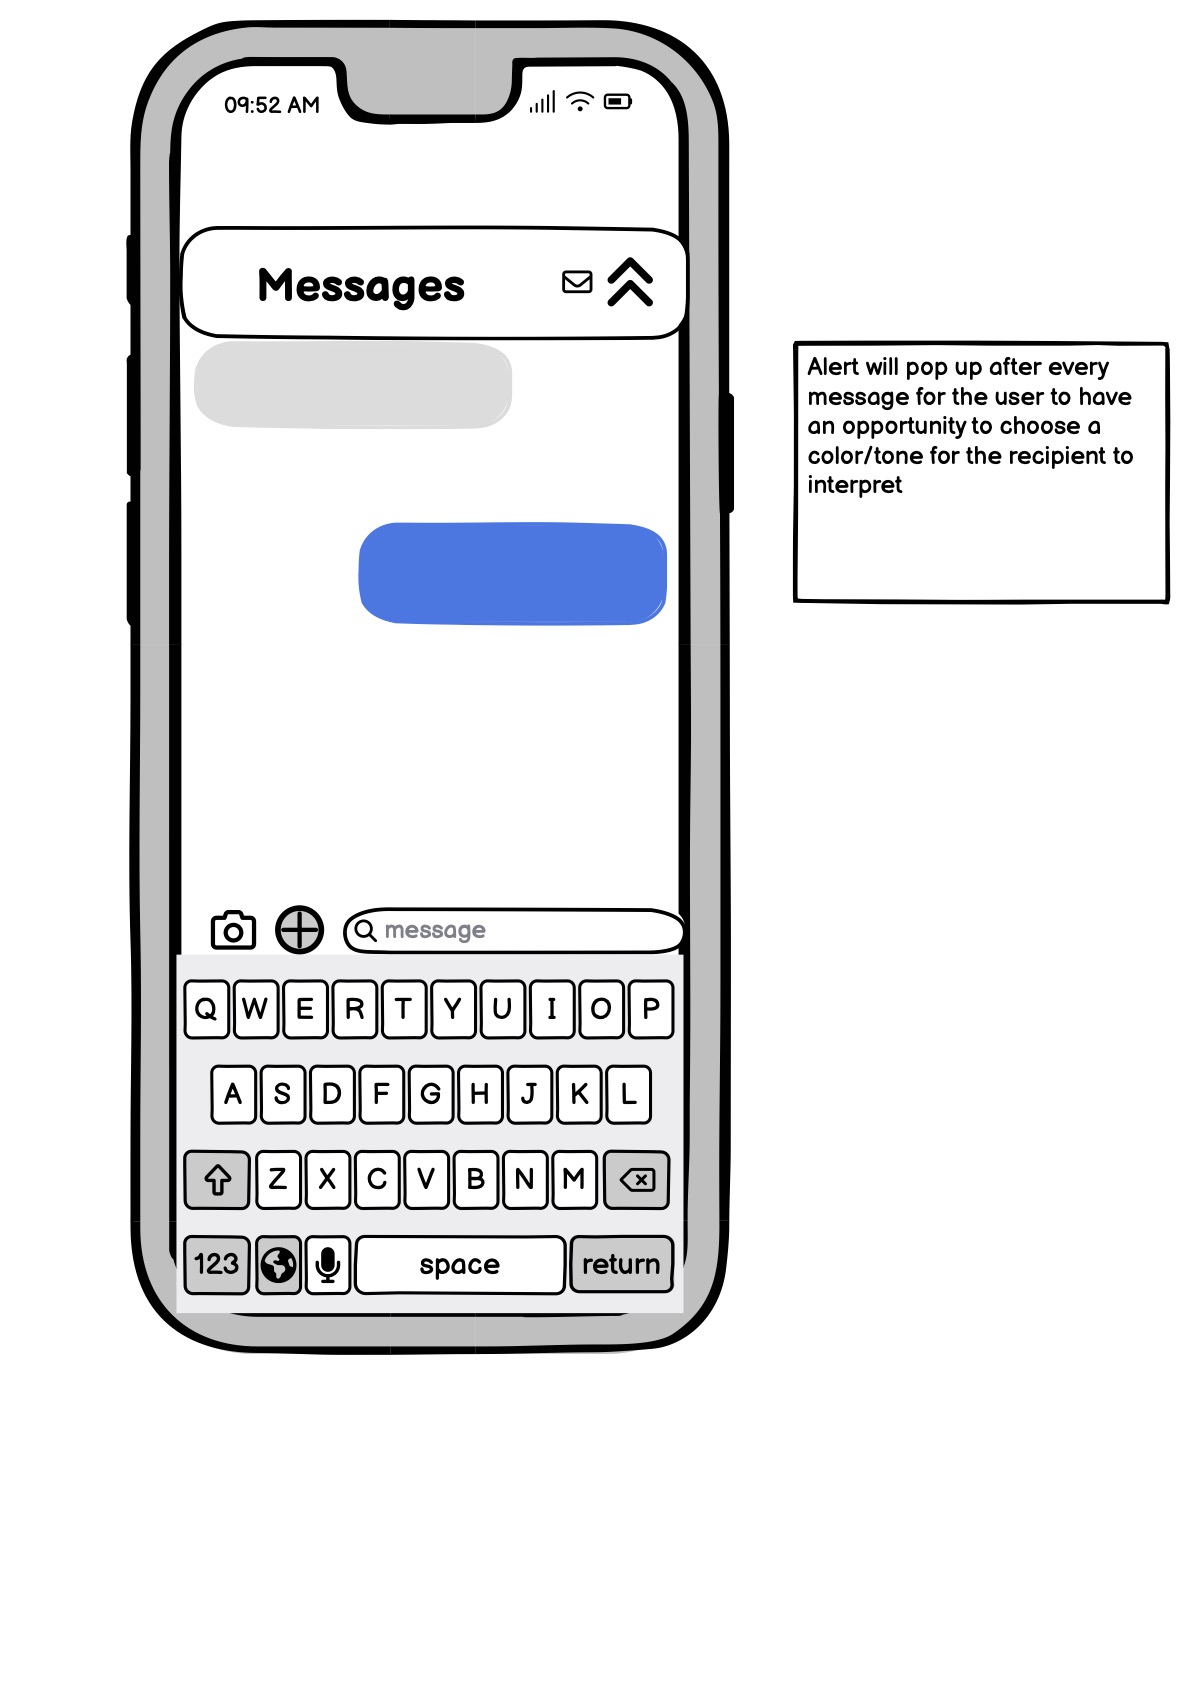 09:52 AM
Messages
Alert will pop up after every
message for the user to have
an opportunity to choose a
color/tone for the recipient to
interpret
message
Q W E R T Y U I O P
A S D F G H J K L
Z X C V B N M
123 space return